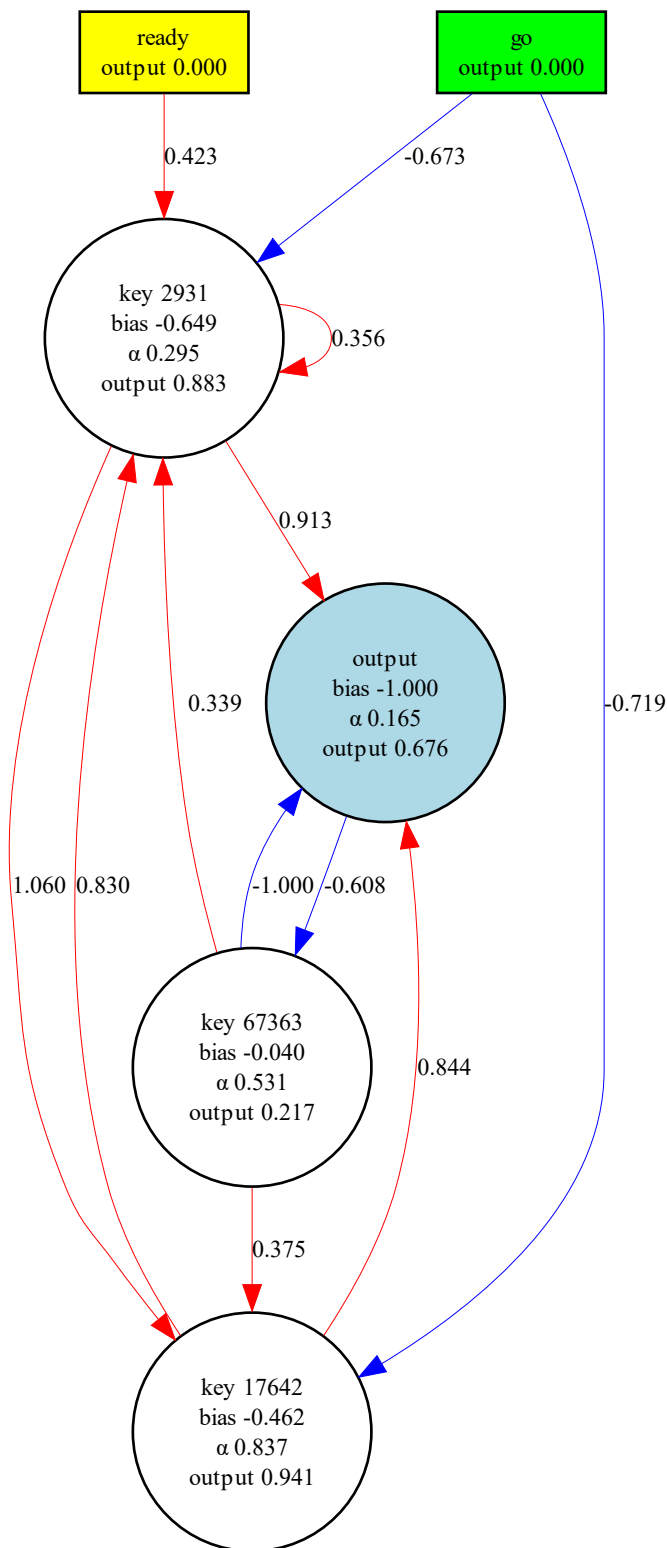 ready
output 0.000
go
output 0.000
0.423
-0.673
key 2931
bias -0.649
α 0.295
output 0.883
0.356
0.913
output
bias -1.000
α 0.165
output 0.676
0.339
-0.719
1.060
0.830
-1.000
-0.608
key 67363
bias -0.040
α 0.531
output 0.217
0.844
0.375
key 17642
bias -0.462
α 0.837
output 0.941